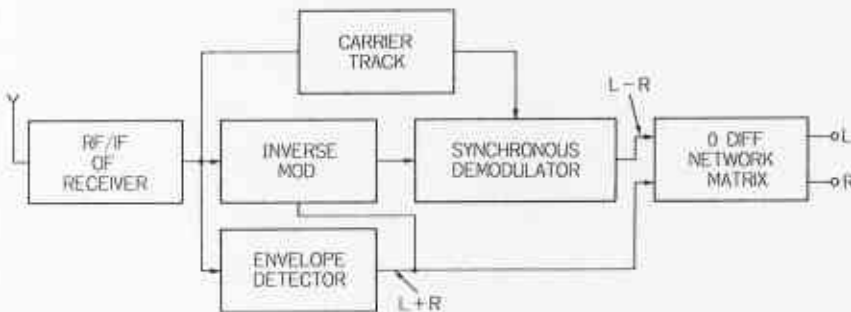 CARRIER
TRACK
L-R
RF/IF
OF
RECEIVER
INVERSE
MOD
SYNCHRONOUS
DEMODULATOR
0 DIFF
NETWORK
MATRIX
L
R
ENVELOPE
DETECTOR
L+R